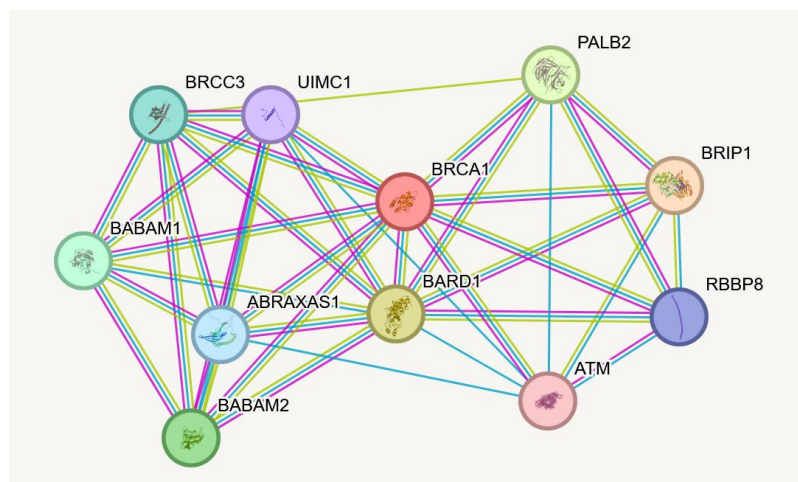 PALB2
BRCC3
UIMC1
BRIP1
BRCA1
BABAM1
BARD1
RBBP8
ABRAXAS1
ATM
BABAM2